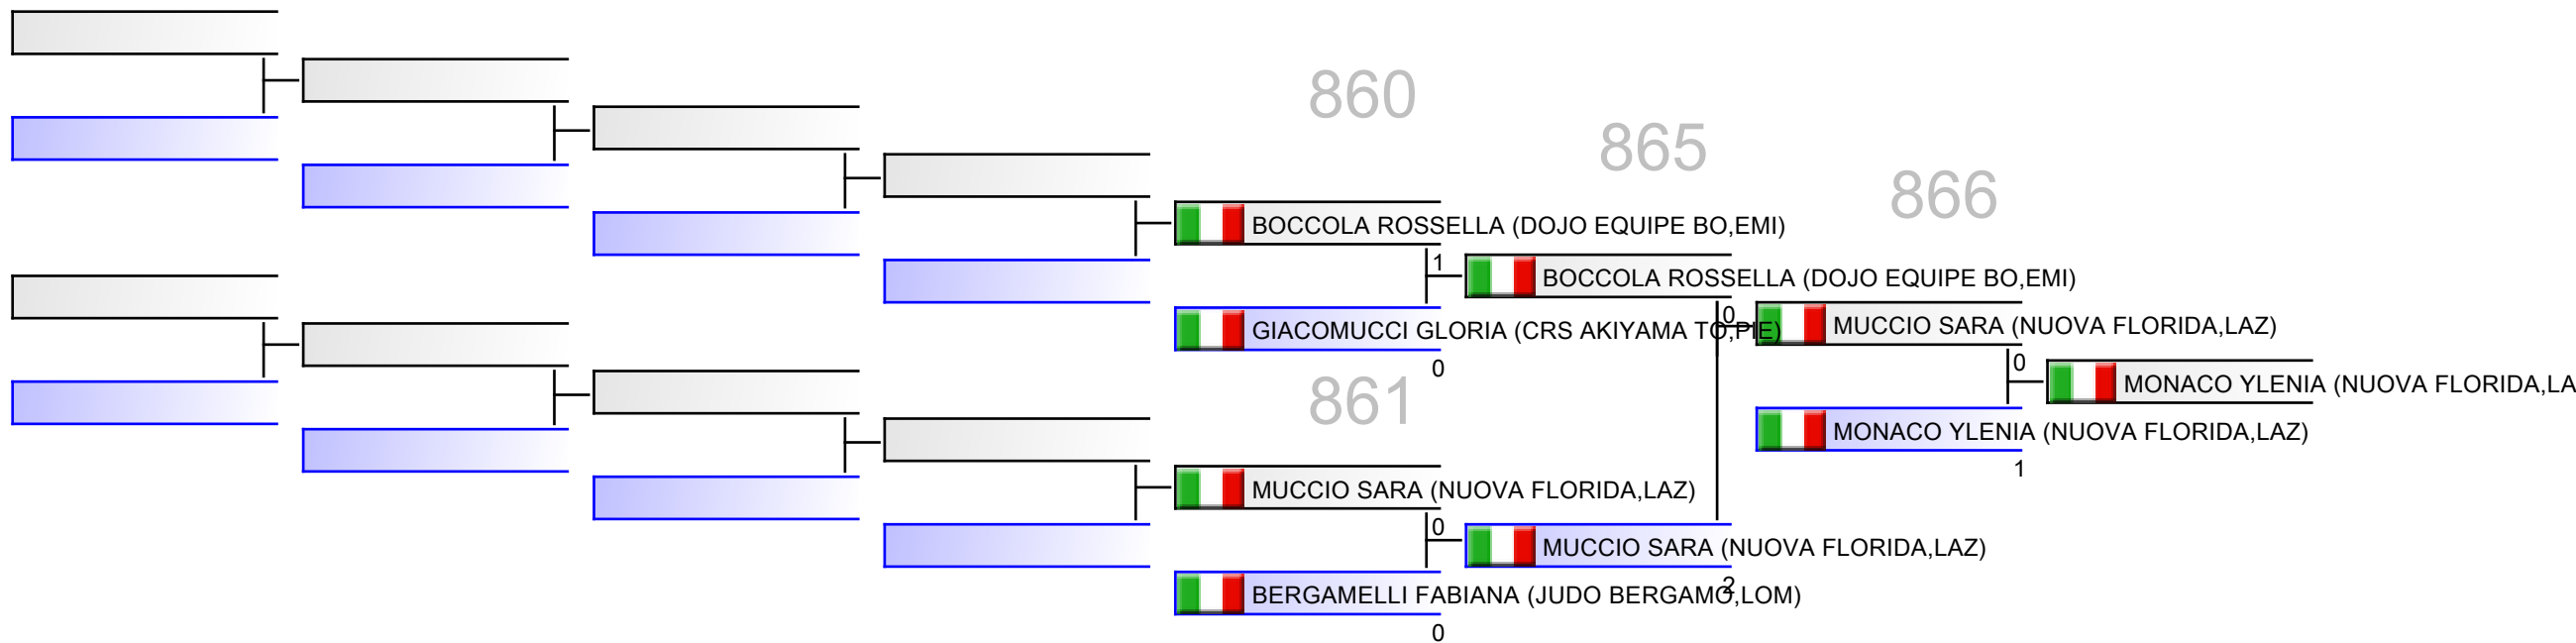 860
865
866
BOCCOLA ROSSELLA (DOJO EQUIPE BO,EMI)
1
BOCCOLA ROSSELLA (DOJO EQUIPE BO,EMI)
GIACOMUCCI GLORIA (CRS AKIYAMA TO,PIE)
0
0
MUCCIO SARA (NUOVA FLORIDA,LAZ)
0
MONACO YLENIA (NUOVA FLORIDA,LA
861
MONACO YLENIA (NUOVA FLORIDA,LAZ)
1
MUCCIO SARA (NUOVA FLORIDA,LAZ)
0
MUCCIO SARA (NUOVA FLORIDA,LAZ)
2
BERGAMELLI FABIANA (JUDO BERGAMO,LOM)
0